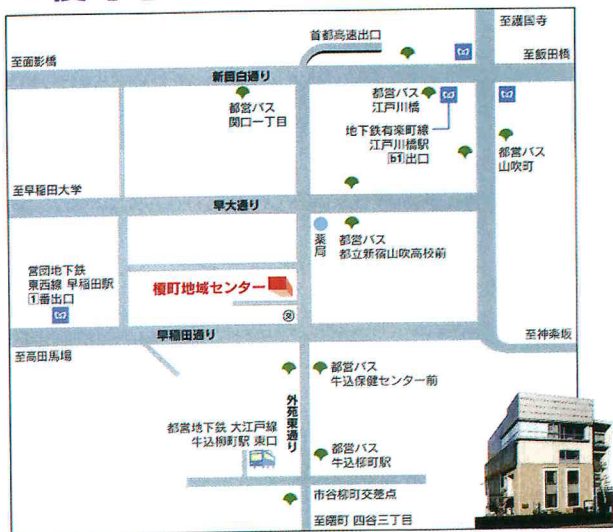 至護国寺
首都高速出口
至面影橋
至飯田橋
新目白通り
都営バス
関口一丁目
都営バス
江戸川橋
地下鉄有楽町線
江戸川橋駅
b1出口
都営バス
山吹町
至早稲田大学
早大通り
薬局
都営バス
都立新宿山吹高校前
営団地下鉄
東西線 早稲田駅
1番出口
榎町地域センター
文
早稲田通り
至神楽坂
至高田馬場
都営バス
牛込保健センター前
外苑東通り
都営地下鉄 大江戸線
牛込柳町駅 東口
都営バス
牛込柳町駅
市谷柳町交差点
至曙町 四谷三丁目